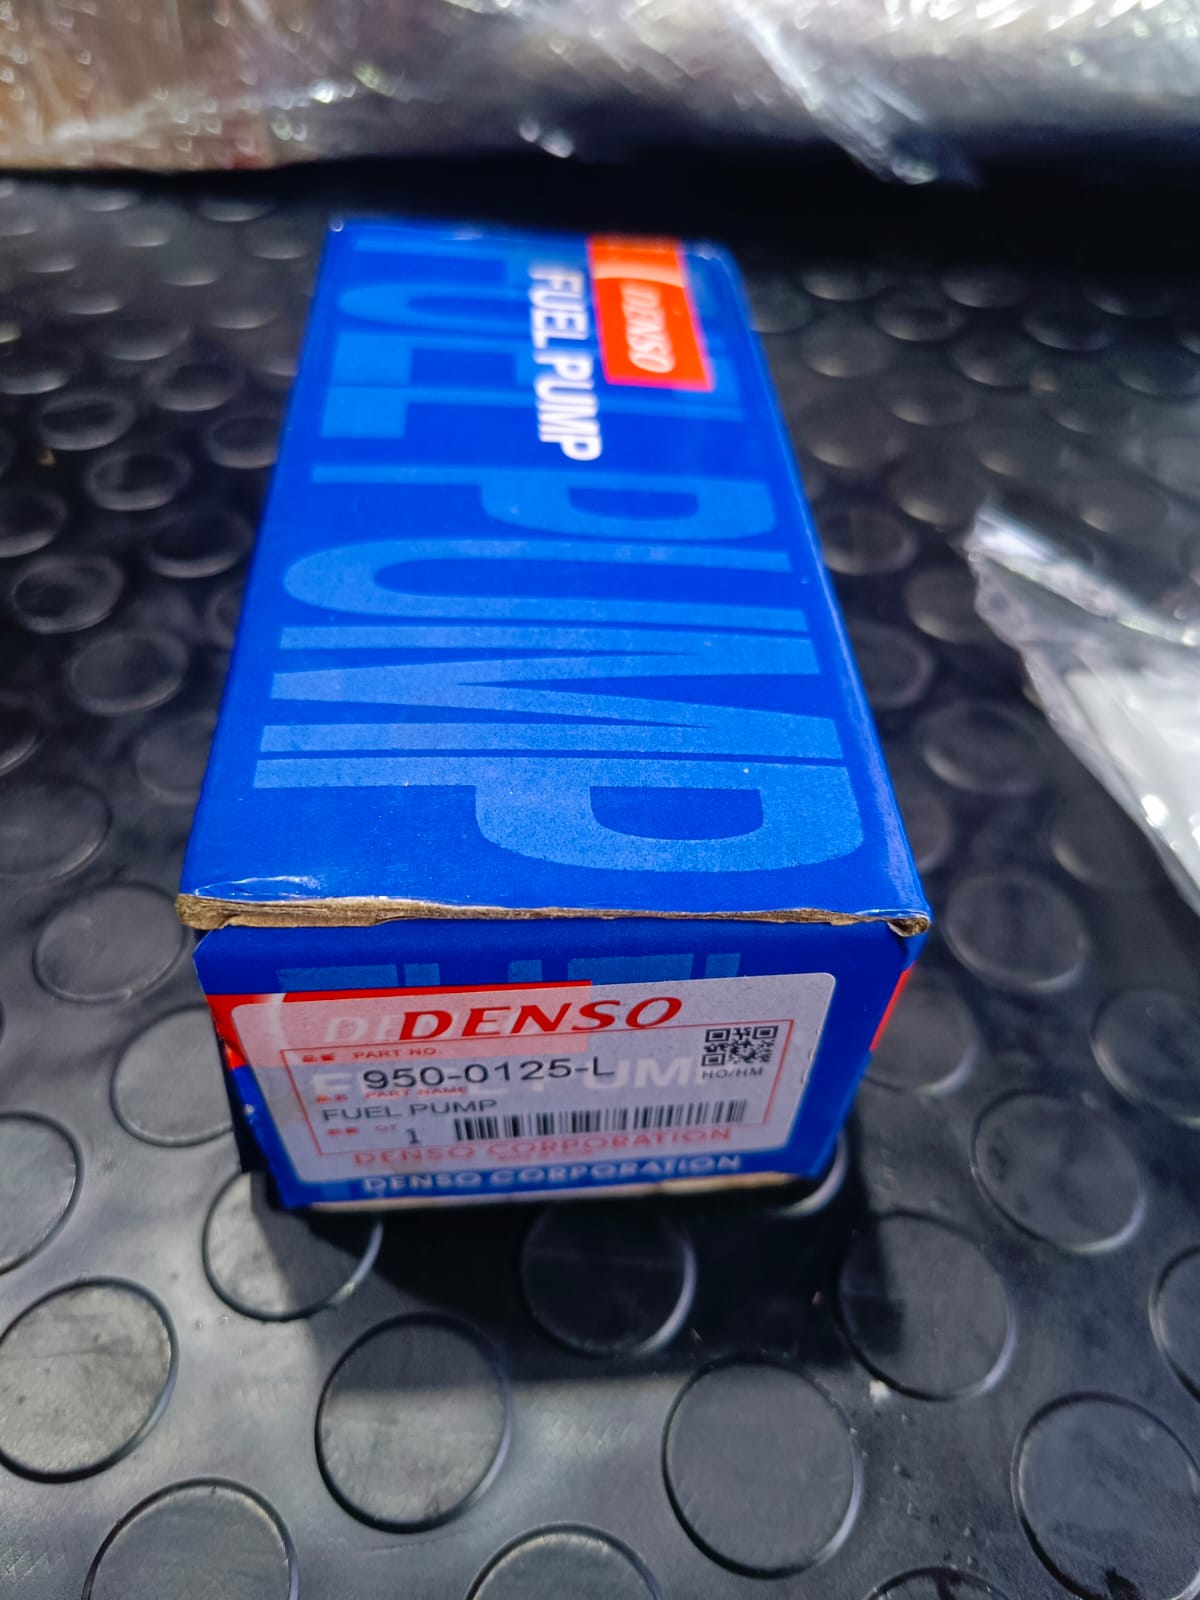 DENSO
FUEL PUMP
FUEL PUMP
DENSO
PART NO.
950-0125-L
HO/HM
PART NAME
FUEL PUMP
1
DENSO CORPORATION
DENSO CORPORATION